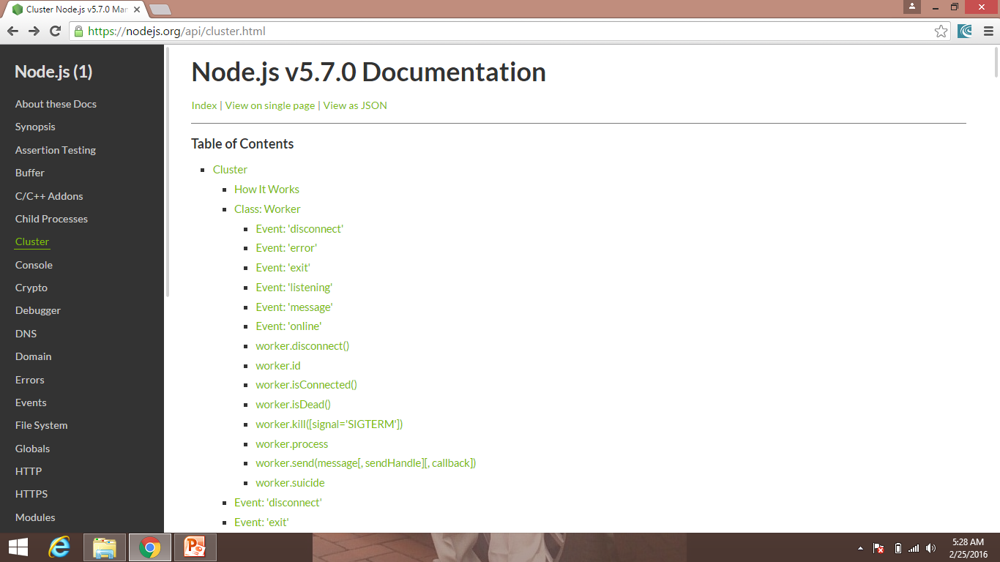 Cluster Node.js v5.7.0 Mar
https://nodejs.org/api/cluster.html
Node.js (1)
About these Docs
Synopsis
Assertion Testing
Buffer
C/C++ Addons
Child Processes
Cluster
Console
Crypto
Debugger
DNS
Domain
Errors
Events
File System
Globals
HTTP
HTTPS
Modules
Node.js v5.7.0 Documentation
Index | View on single page | View as JSON
Table of Contents
Cluster
How It Works
Class: Worker
Event: 'disconnect'
Event: 'error'
Event: 'exit'
Event: 'listening'
Event: 'message'
Event: 'online'
worker.disconnect()
worker.id
worker.isConnected()
worker.isDead()
worker.kill([signal='SIGTERM'])
worker.process
worker.send(message[, sendHandle][, callback])
worker.suicide
Event: 'disconnect'
Event: 'exit'
5:28 AM
2/25/2016